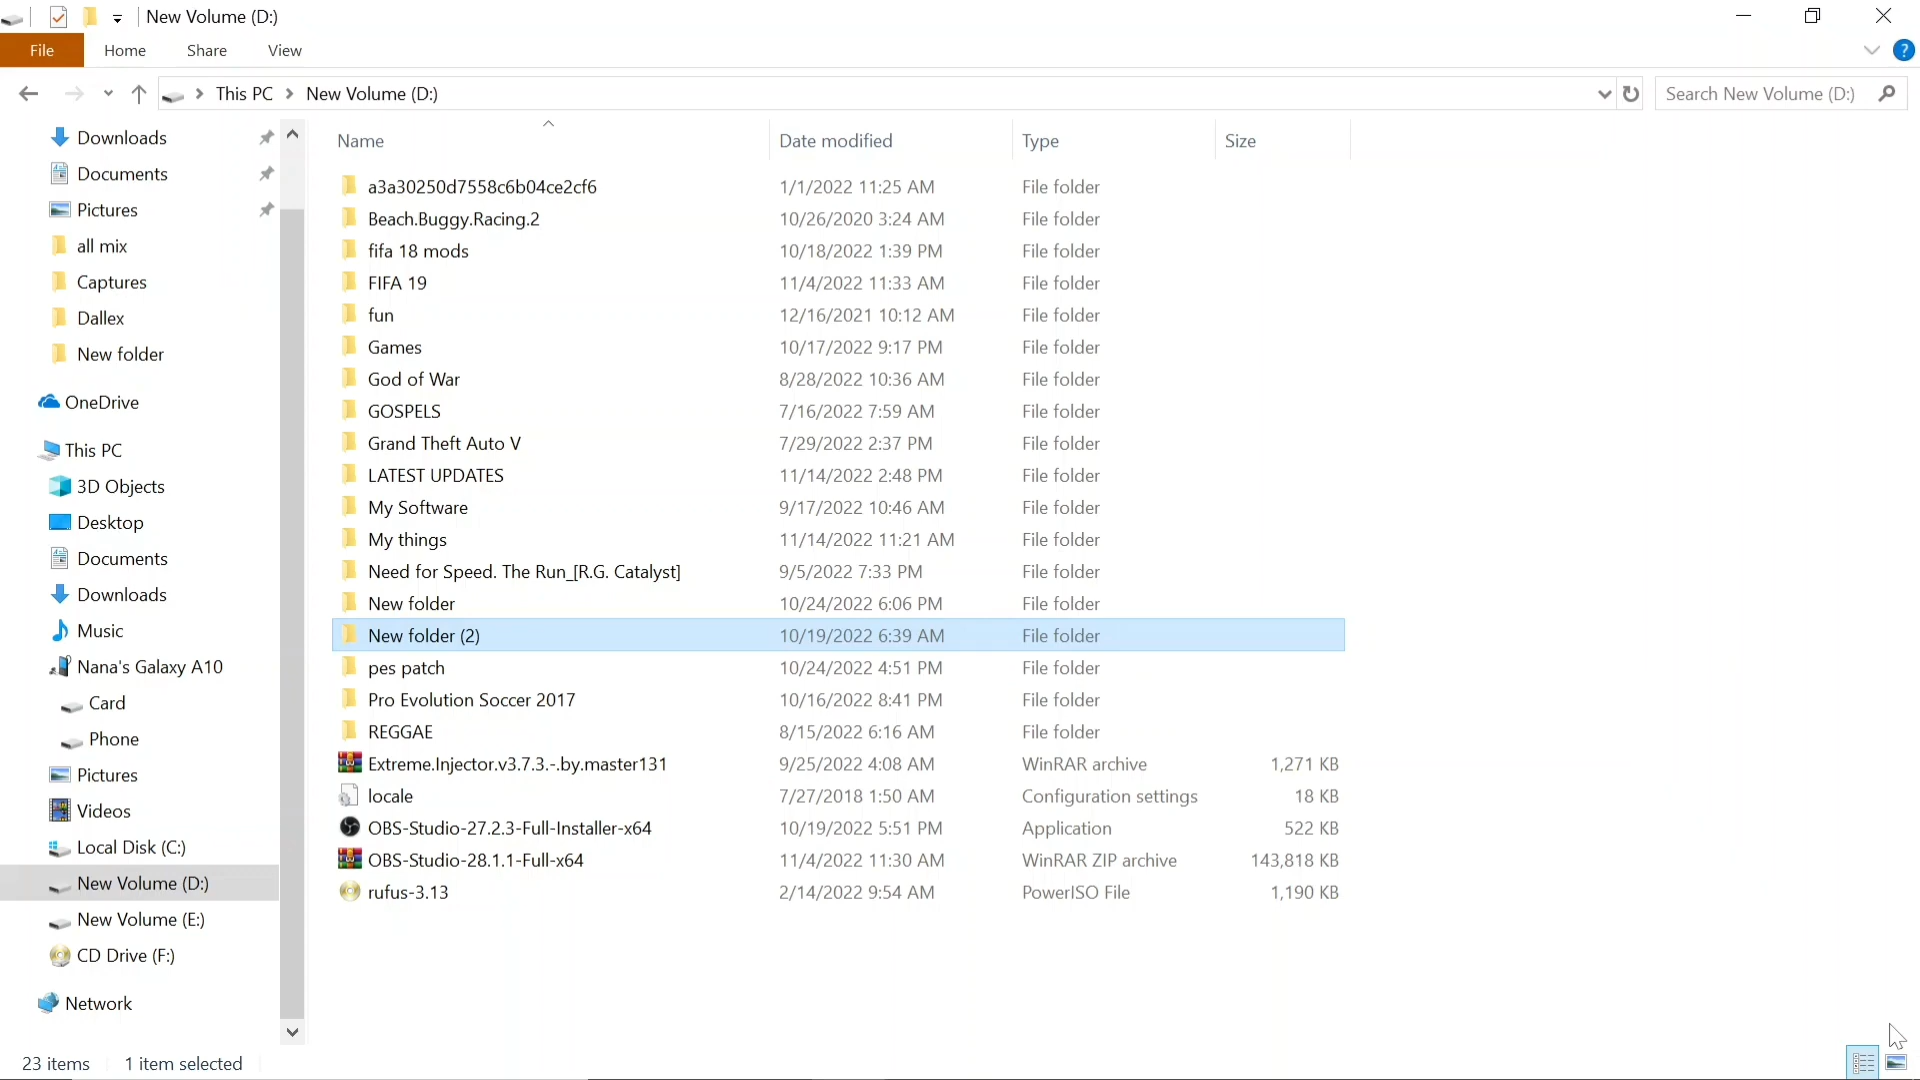 New Volume (D:)
File Home Share View
This PC New Volume (D:) Search New Volume (D:)
Downloads
Documents
Pictures
all mix
Captures
Dallex
New folder
OneDrive
This PC
3D Objects
Desktop
Documents
Downloads
Music
Nana's Galaxy A10
Card
Phone
Pictures
Videos
Local Disk (C:)
New Volume (D:)
New Volume (E:)
CD Drive (F:)
Network
Name Date modified Type Size
a3a30250d7558c6b04ce2cf6 1/1/2022 11:25 AM File folder
Beach.Buggy.Racing.2 10/26/2020 3:24 AM File folder
fifa 18 mods 10/18/2022 1:39 PM File folder
FIFA 19 11/4/2022 11:33 AM File folder
fun 12/16/2021 10:12 AM File folder
Games 10/17/2022 9:17 PM File folder
God of War 8/28/2022 10:36 AM File folder
GOSPELS 7/16/2022 7:59 AM File folder
Grand Theft Auto V 7/29/2022 2:37 PM File folder
LATEST UPDATES 11/14/2022 2:48 PM File folder
My Software 9/17/2022 10:46 AM File folder
My things 11/14/2022 11:21 AM File folder
Need for Speed. The Run_[R.G. Catalyst] 9/5/2022 7:33 PM File folder
New folder 10/24/2022 6:06 PM File folder
New folder (2) 10/19/2022 6:39 AM File folder
pes patch 10/24/2022 4:51 PM File folder
Pro Evolution Soccer 2017 10/16/2022 8:41 PM File folder
REGGAE 8/15/2022 6:16 AM File folder
Extreme.Injector.v3.7.3.-.by.master131 9/25/2022 4:08 AM WinRAR archive 1,271 KB
locale 7/27/2018 1:50 AM Configuration settings 18 KB
OBS-Studio-27.2.3-Full-Installer-x64 10/19/2022 5:51 PM Application 522 KB
OBS-Studio-28.1.1-Full-x64 11/4/2022 11:30 AM WinRAR ZIP archive 143,818 KB
rufus-3.13 2/14/2022 9:54 AM PowerISO File 1,190 KB
23 items 1 item selected